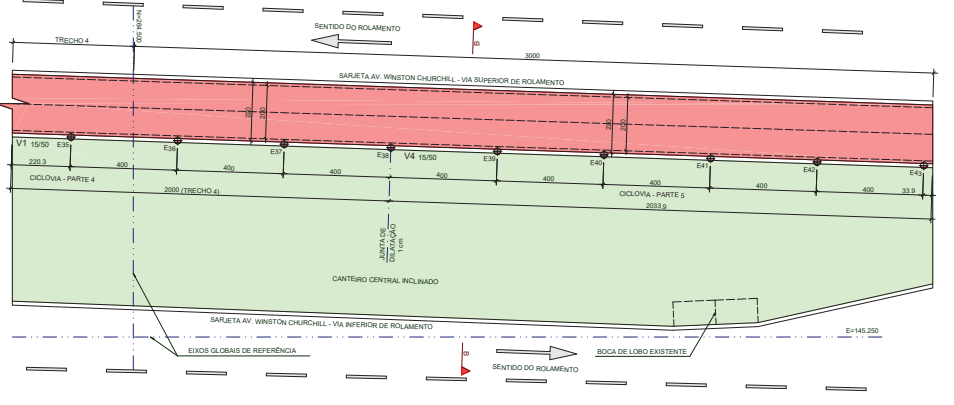 N=264.500
SENTIDO DO ROLAMENTO
B
TRECHO 4
3000
SARJETA AV. WINSTON CHURCHILL - VIA SUPERIOR DE ROLAMENTO
200
200
V1 15/50
E35
E36
E37
E38
V4 15/50
E39
E40
E41
E42
E43
220.3
400
400
400
400
400
400
400
400
33.9
CICLOVIA - PARTE 4
CICLOVIA - PARTE 5
2000 (TRECHO 4)
2033.9
JUNTA DE
DILATAÇÃO
1 cm
CANTEIRO CENTRAL INCLINADO
SARJETA AV. WINSTON CHURCHILL - VIA INFERIOR DE ROLAMENTO
E=145.250
EIXOS GLOBAIS DE REFERÊNCIA
B
BOCA DE LOBO EXISTENTE
SENTIDO DO ROLAMENTO